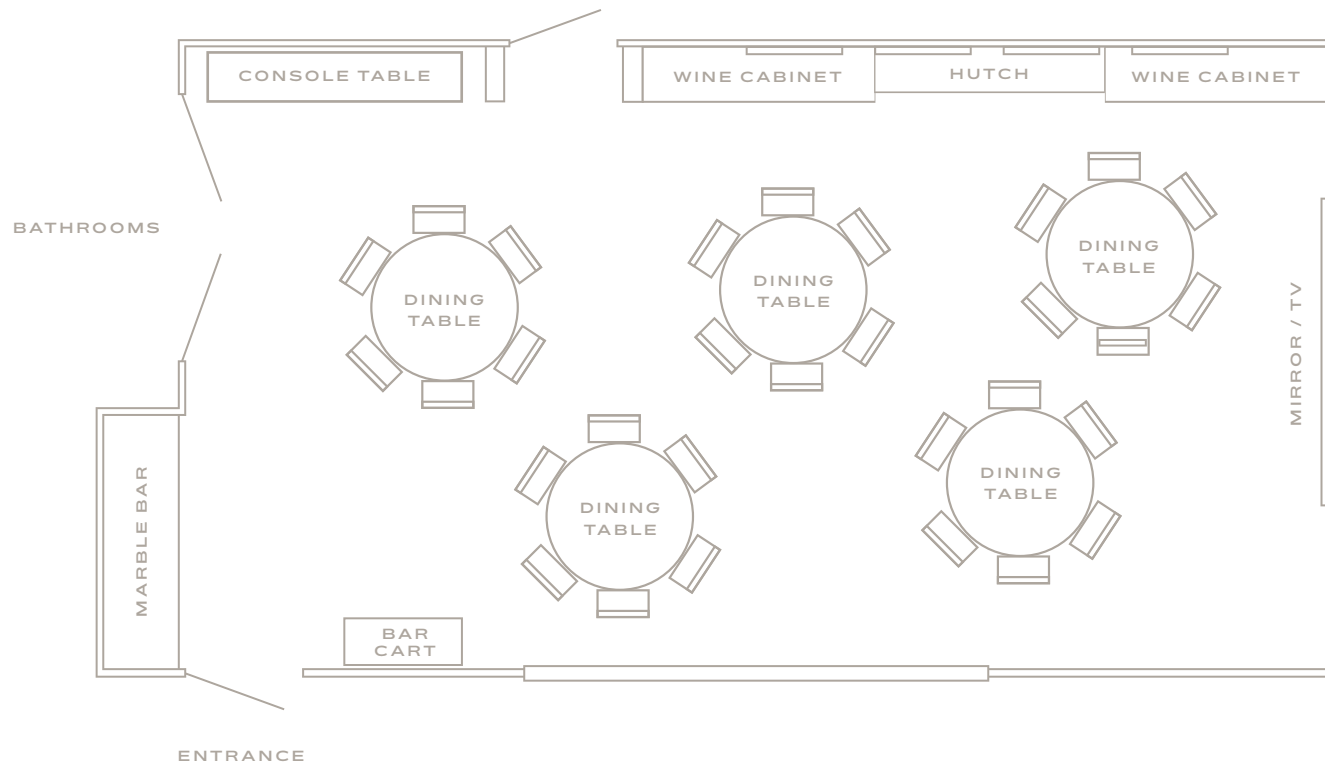 CONSOLE TABLE
WINE CABINET
HUTCH
WINE CABINET
BATHROOMS
DINING
TABLE
DINING
TABLE
DINING
TABLE
MIRROR / TV
MARBLE BAR
DINING
TABLE
DINING
TABLE
BAR
CART
ENTRANCE